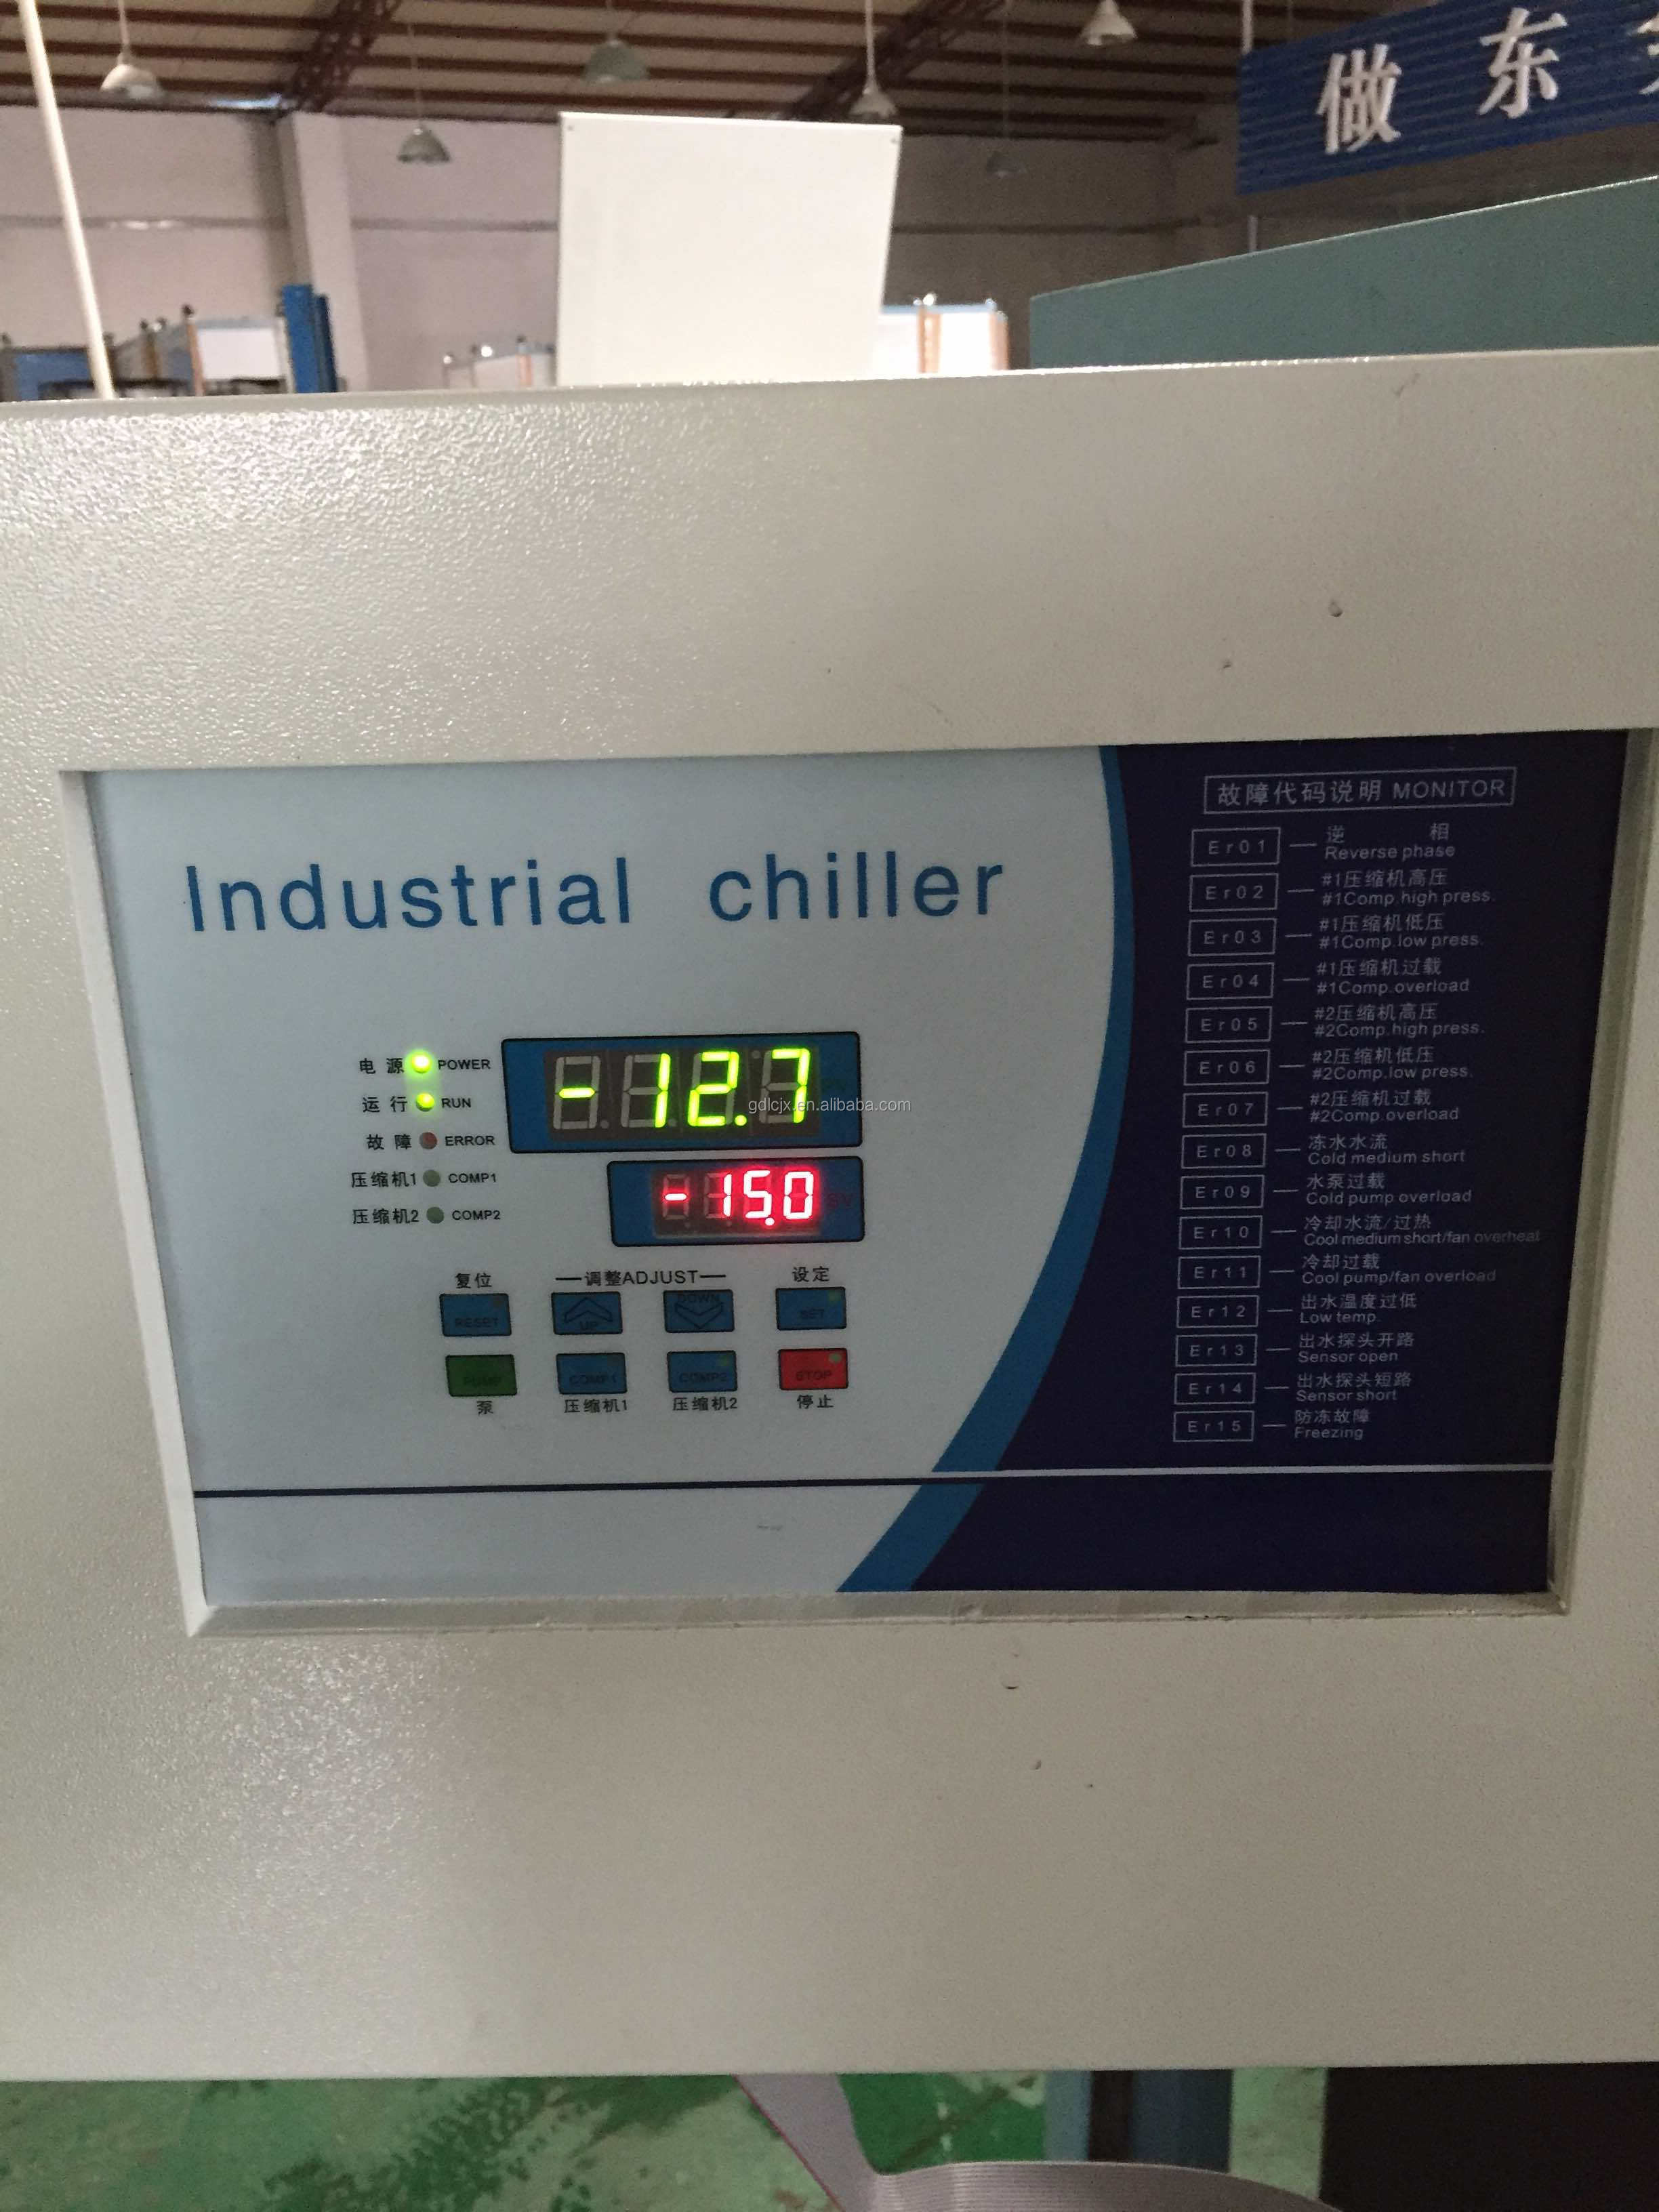 做东
故障代码说明 MONITOR
Er01 逆 相
Reverse phase
Er02 #1压缩机高压
#1Comp.high press.
Er03 #1压缩机低压
#1Comp.low press.
Er04 #1压缩机过载
#1Comp.overload
Er05 #2压缩机高压
#2Comp.high press.
Er06 #2压缩机低压
#2Comp.low press.
Er07 #2压缩机过载
#2Comp.overload
Er08 冻水水流
Cold medium short
Er09 水泵过载
Cold pump overload
Er10 冷却水流/过热
Cool medium short/fan overheat
Er11 冷却过载
Cool pump/fan overload
Er12 出水温度过低
Low temp.
Er13 出水探头开路
Sensor open
Er14 出水探头短路
Sensor short
Er15 防冻故障
Freezing
Industrial chiller
电源 POWER
运行 RUN
故障 ERROR
压缩机1 COMP1
压缩机2 COMP2
-12.7
gdlcjx.en.alibaba.com
-15.0 SV
复位 调整ADJUST 设定
RESET UP DOWN SET
PUMP COMP1 COMP2 STOP
泵 压缩机1 压缩机2 停止